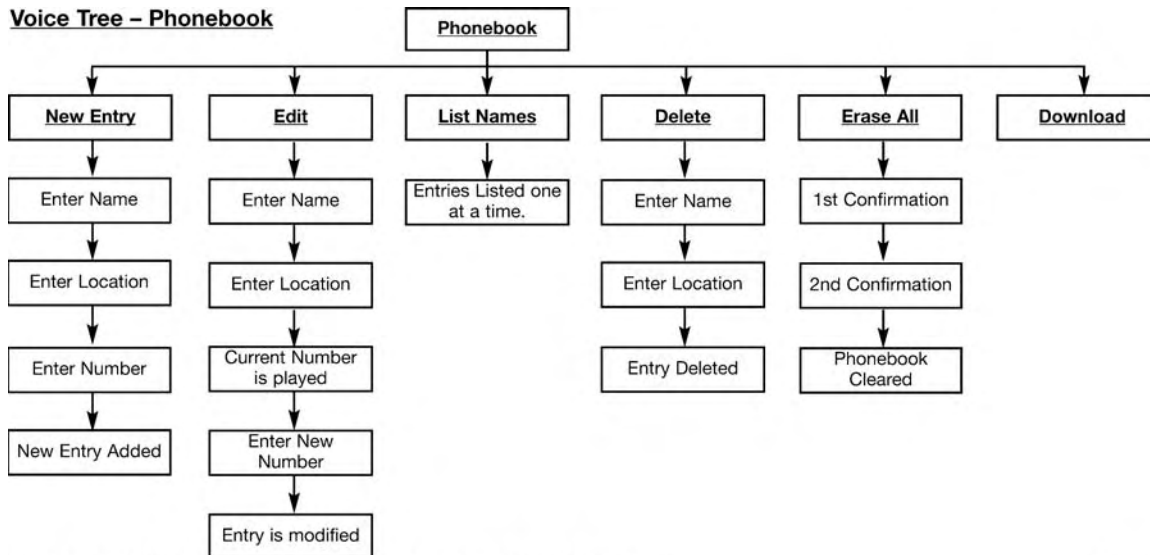 Voice Tree – Phonebook
Phonebook
New Entry
Edit
List Names
Delete
Erase All
Download
Enter Name
Enter Name
Entries Listed one
at a time.
Enter Name
1st Confirmation
Enter Location
Enter Location
Enter Location
2nd Confirmation
Enter Number
Current Number
is played
Entry Deleted
Phonebook
Cleared
New Entry Added
Enter New
Number
Entry is modified